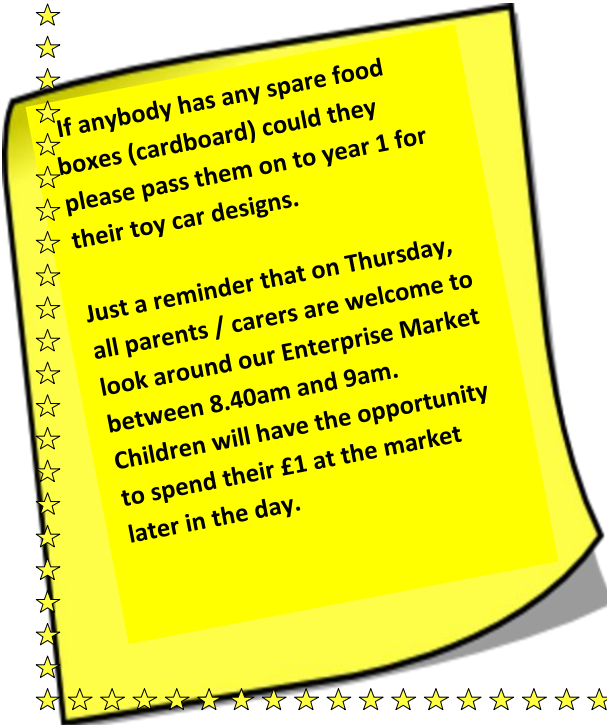 If anybody has any spare food
boxes (cardboard) could they
please pass them on to year 1 for
their toy car designs.
Just a reminder that on Thursday,
all parents / carers are welcome to
look around our Enterprise Market
between 8.40am and 9am.
Children will have the opportunity
to spend their £1 at the market
later in the day.